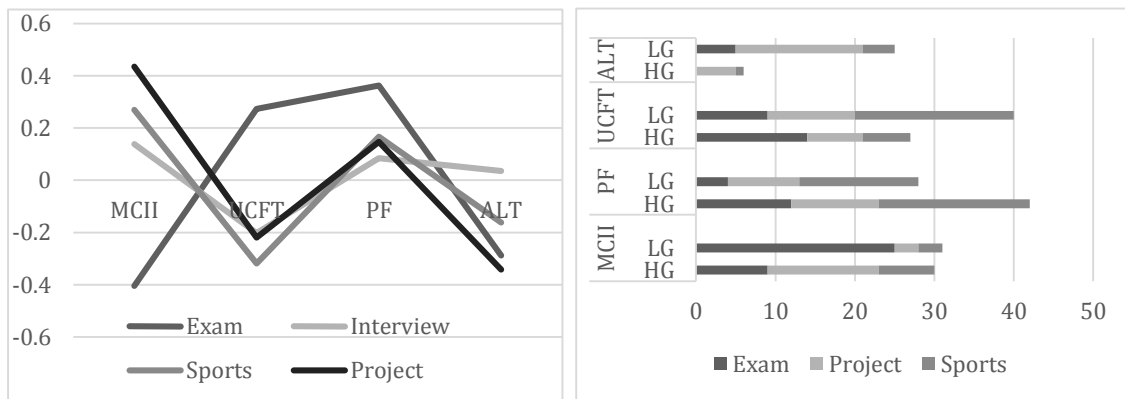 0.6
0.4
0.2
0
-0.2
-0.4
-0.6
MCII UCFT PF ALT
Exam Interview
Sports Project
ALT
LG
HG
UCFT
LG
HG
PF
LG
HG
MCII
LG
HG
0 10 20 30 40 50
Exam Project Sports